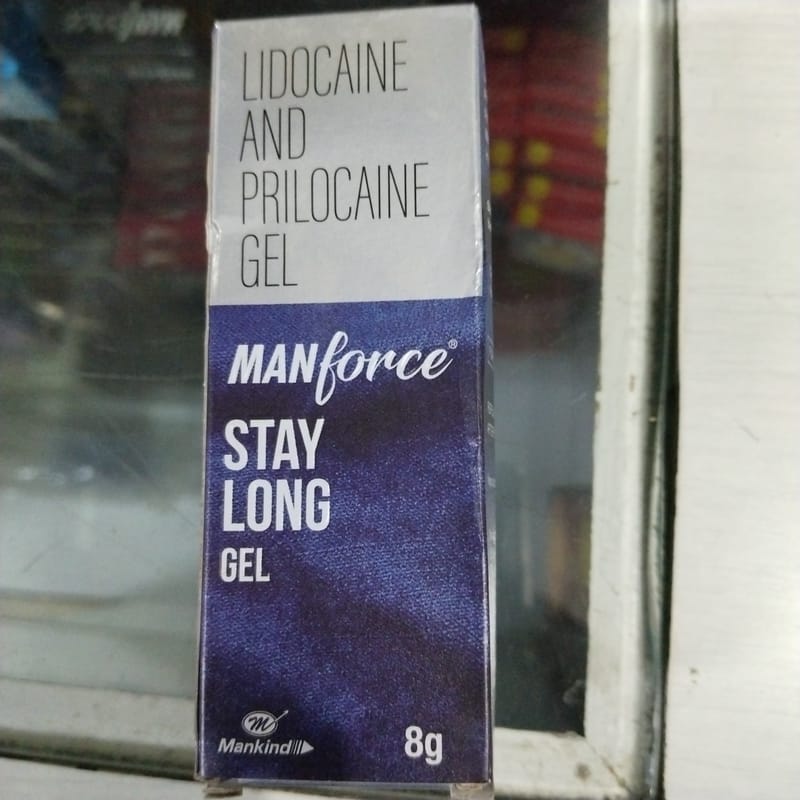 LIDOCAINE
AND
PRILOCAINE
GEL
MANforce®
STAY
LONG
GEL
m
Mankind
8g